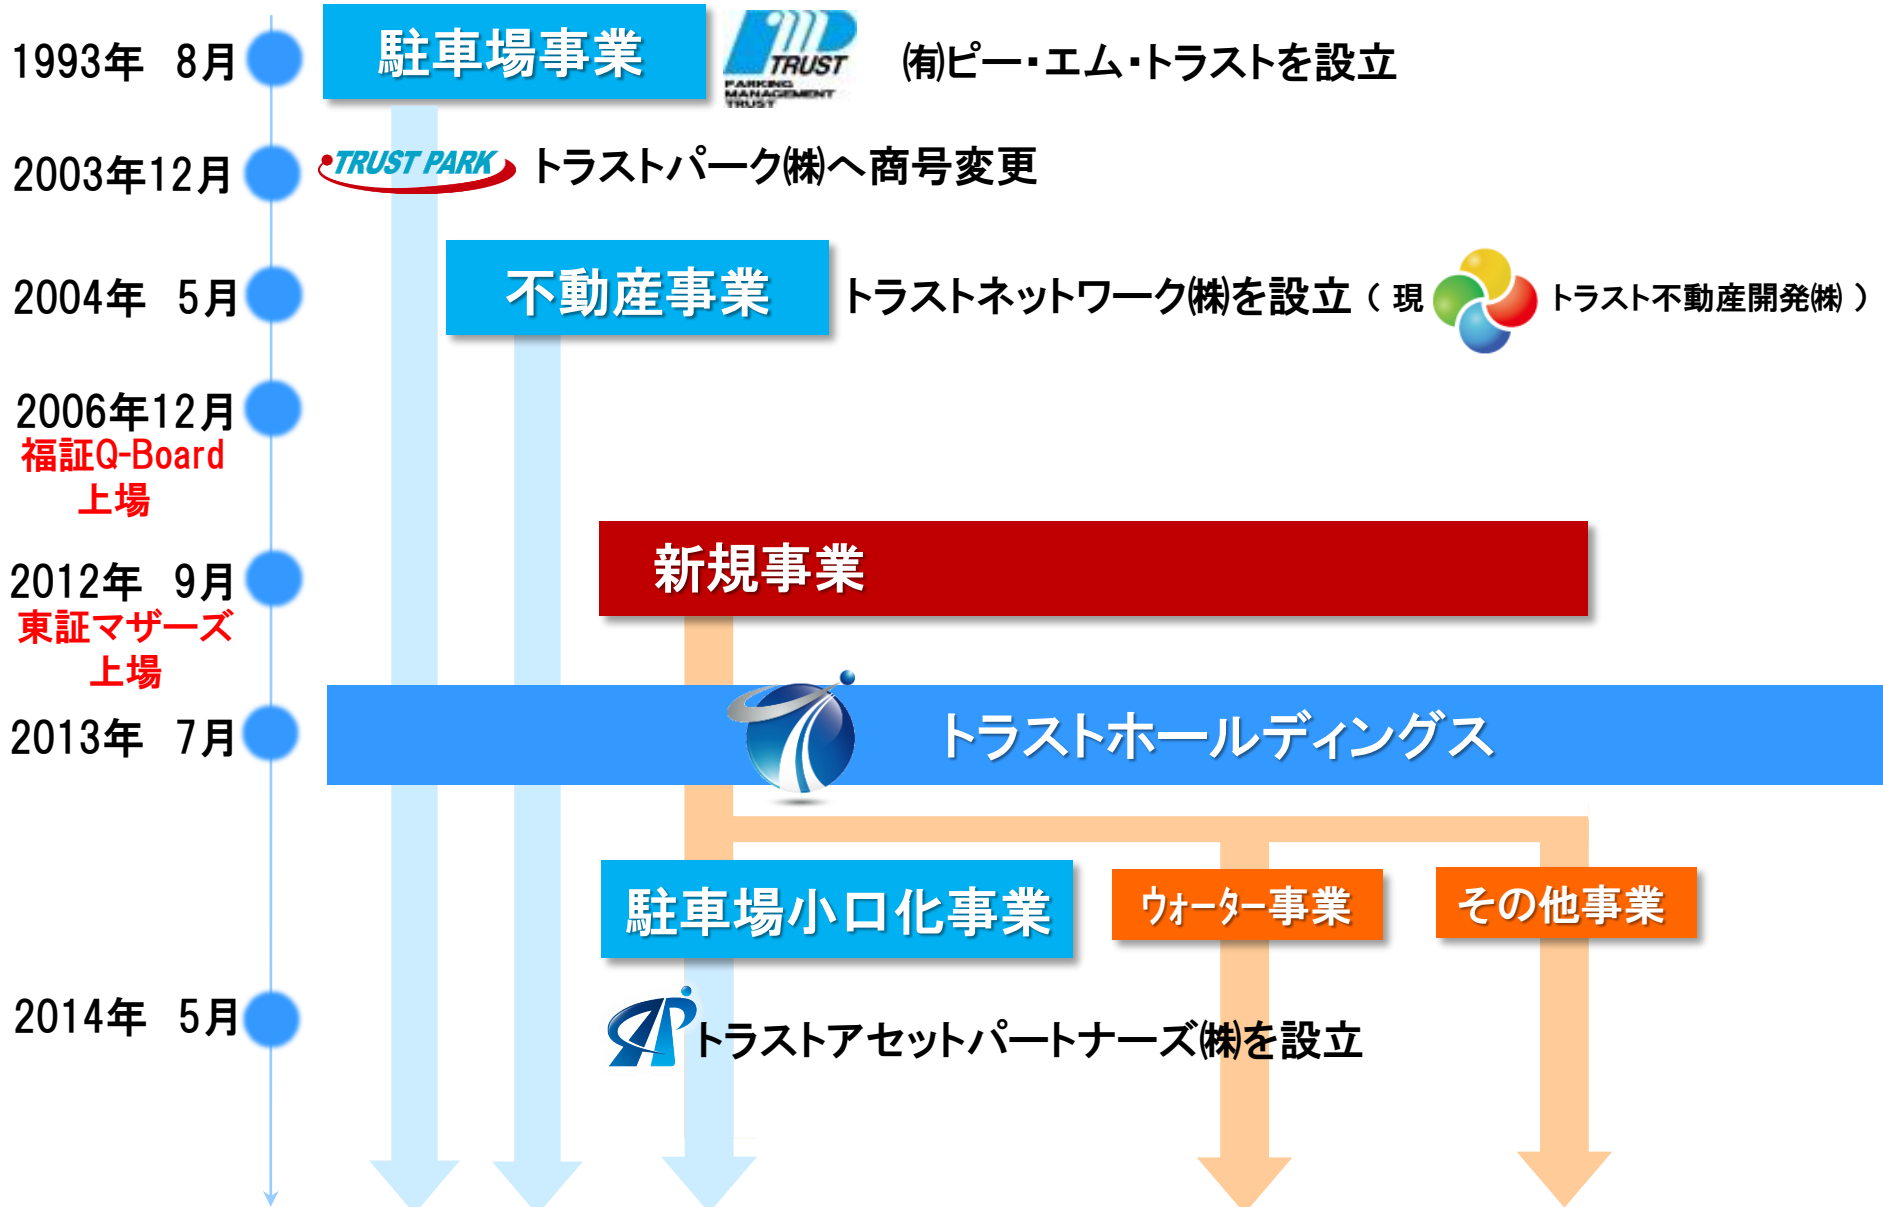 1993年 8月
駐車場事業
TRUST
PARKING
MANAGEMENT
TRUST
㈲ピー・エム・トラストを設立
2003年12月
TRUST PARK
トラストパーク㈱へ商号変更
2004年 5月
不動産事業
トラストネットワーク㈱を設立（ 現 トラスト不動産開発㈱ ）
2006年12月
福証Q-Board
上場
新規事業
2012年 9月
東証マザーズ
上場
2013年 7月
トラストホールディングス
駐車場小口化事業
ｳｫｰﾀｰ事業
その他事業
2014年 5月
トラストアセットパートナーズ㈱を設立